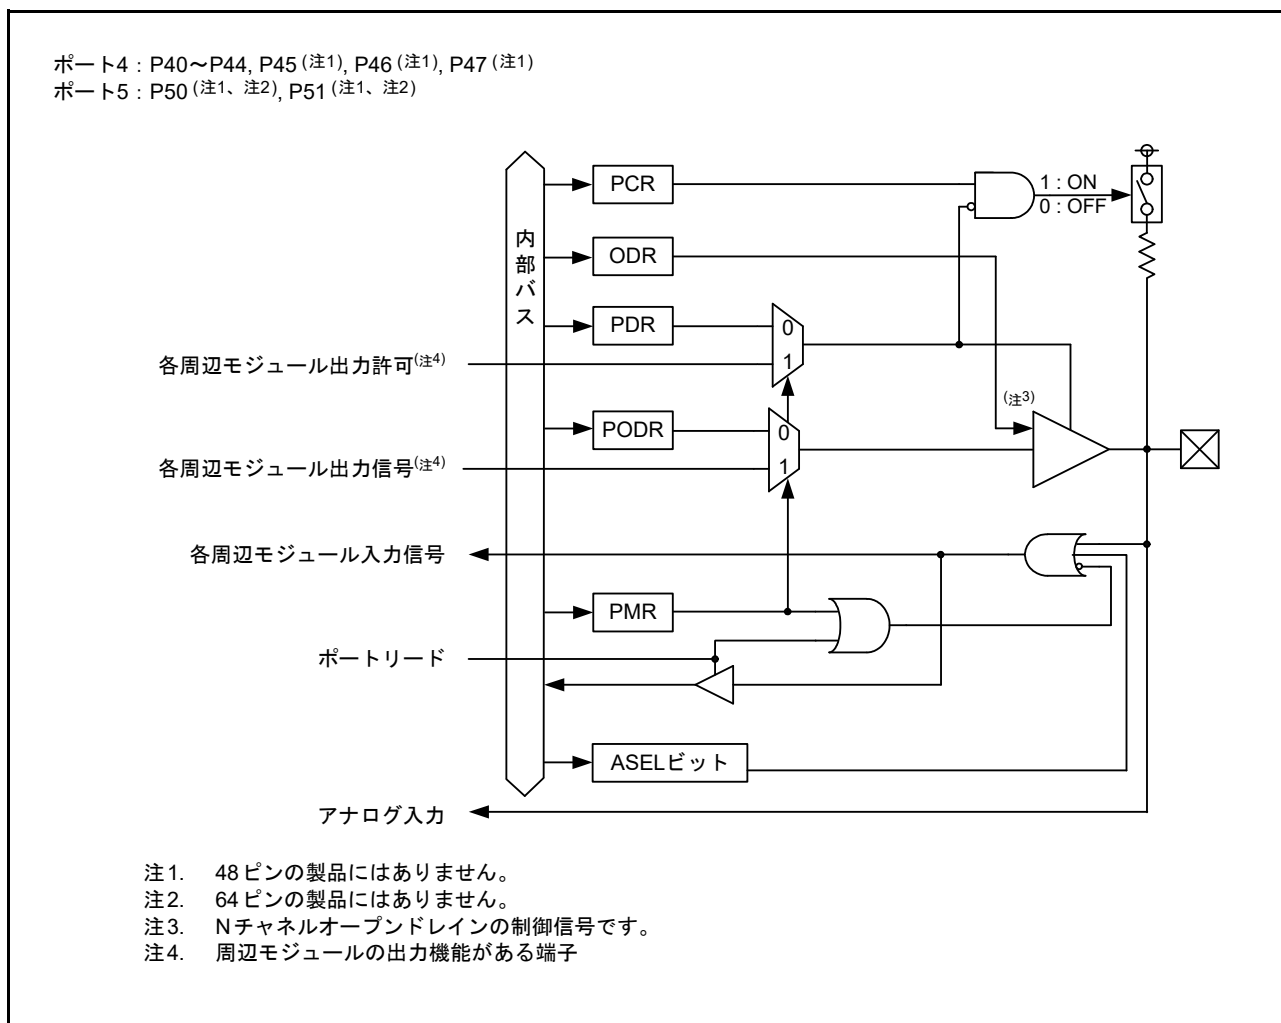 ポート4：P40～P44, P45 (注1), P46 (注1), P47 (注1)
ポート5：P50 (注1、注2), P51 (注1、注2)
PCR
1 : ON
0 : OFF
内部バス
ODR
PDR
0
1
各周辺モジュール出力許可(注4)
(注3)
PODR
0
1
各周辺モジュール出力信号(注4)
各周辺モジュール入力信号
PMR
ポートリード
ASELビット
アナログ入力
注1. 48ピンの製品にはありません。
注2. 64ピンの製品にはありません。
注3. Nチャネルオープンドレインの制御信号です。
注4. 周辺モジュールの出力機能がある端子